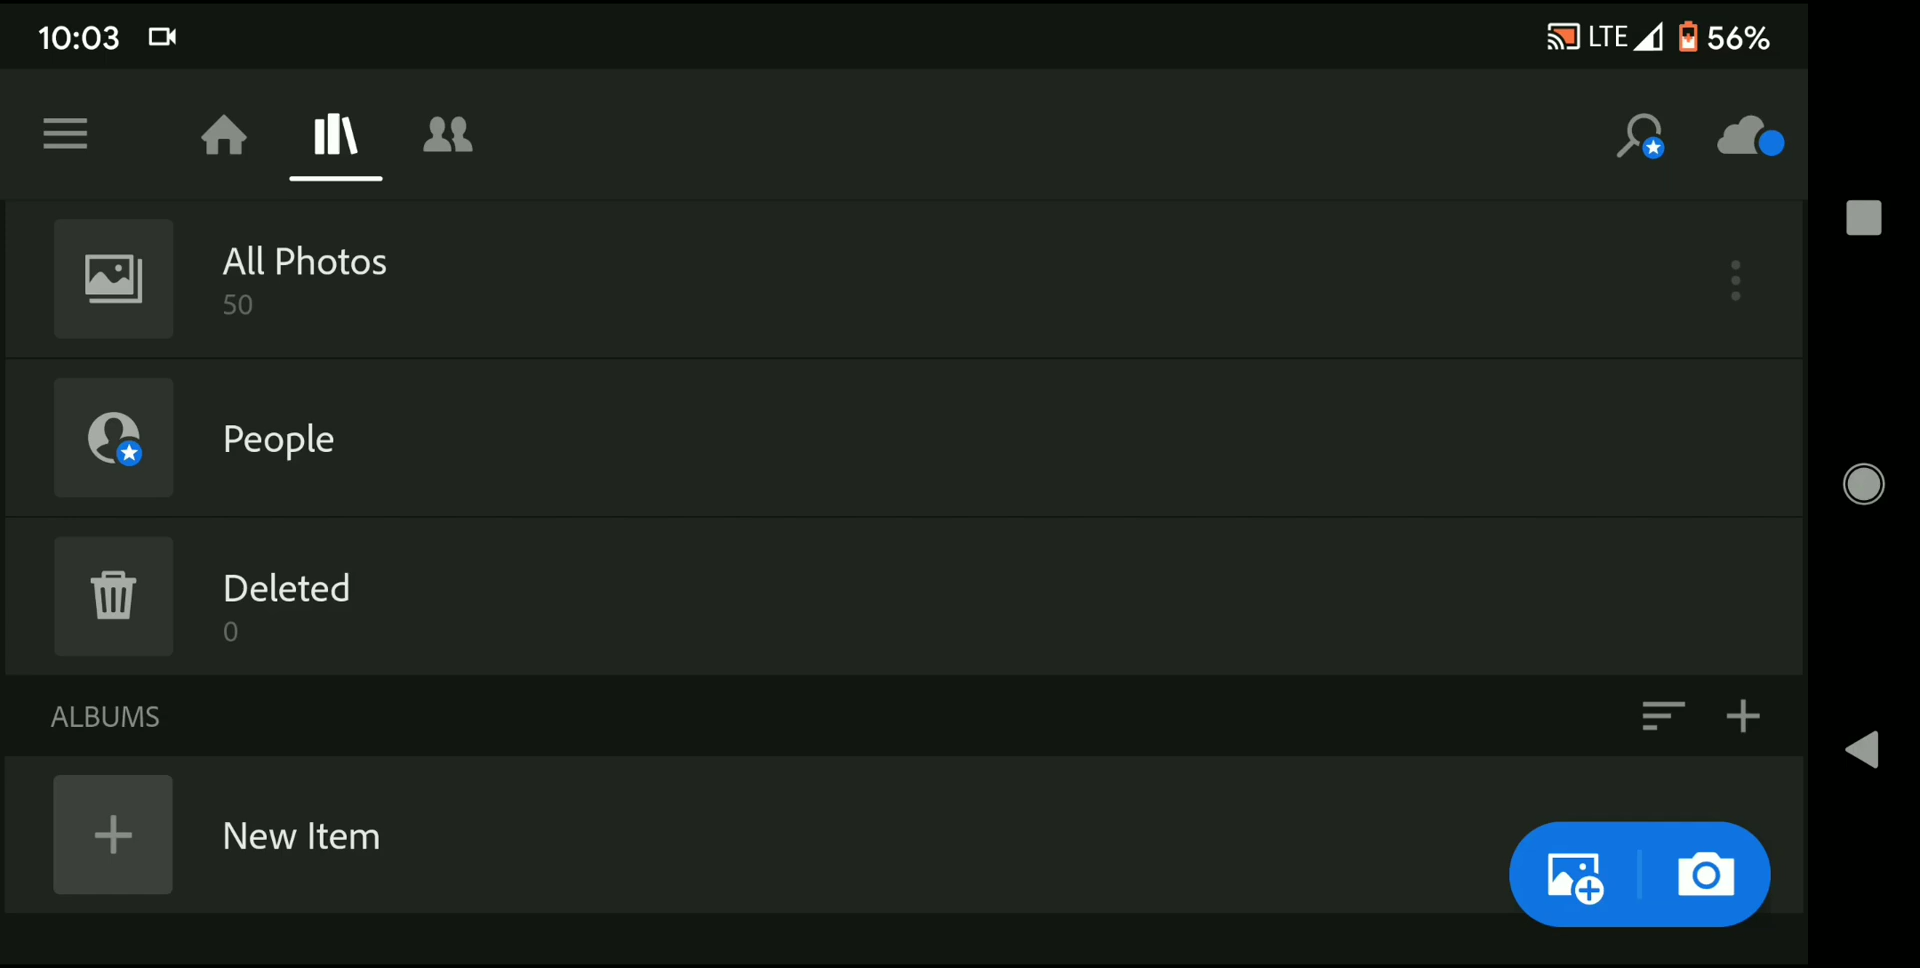 10:03 LTE 56%
All Photos
50
People
Deleted
0
ALBUMS
New Item